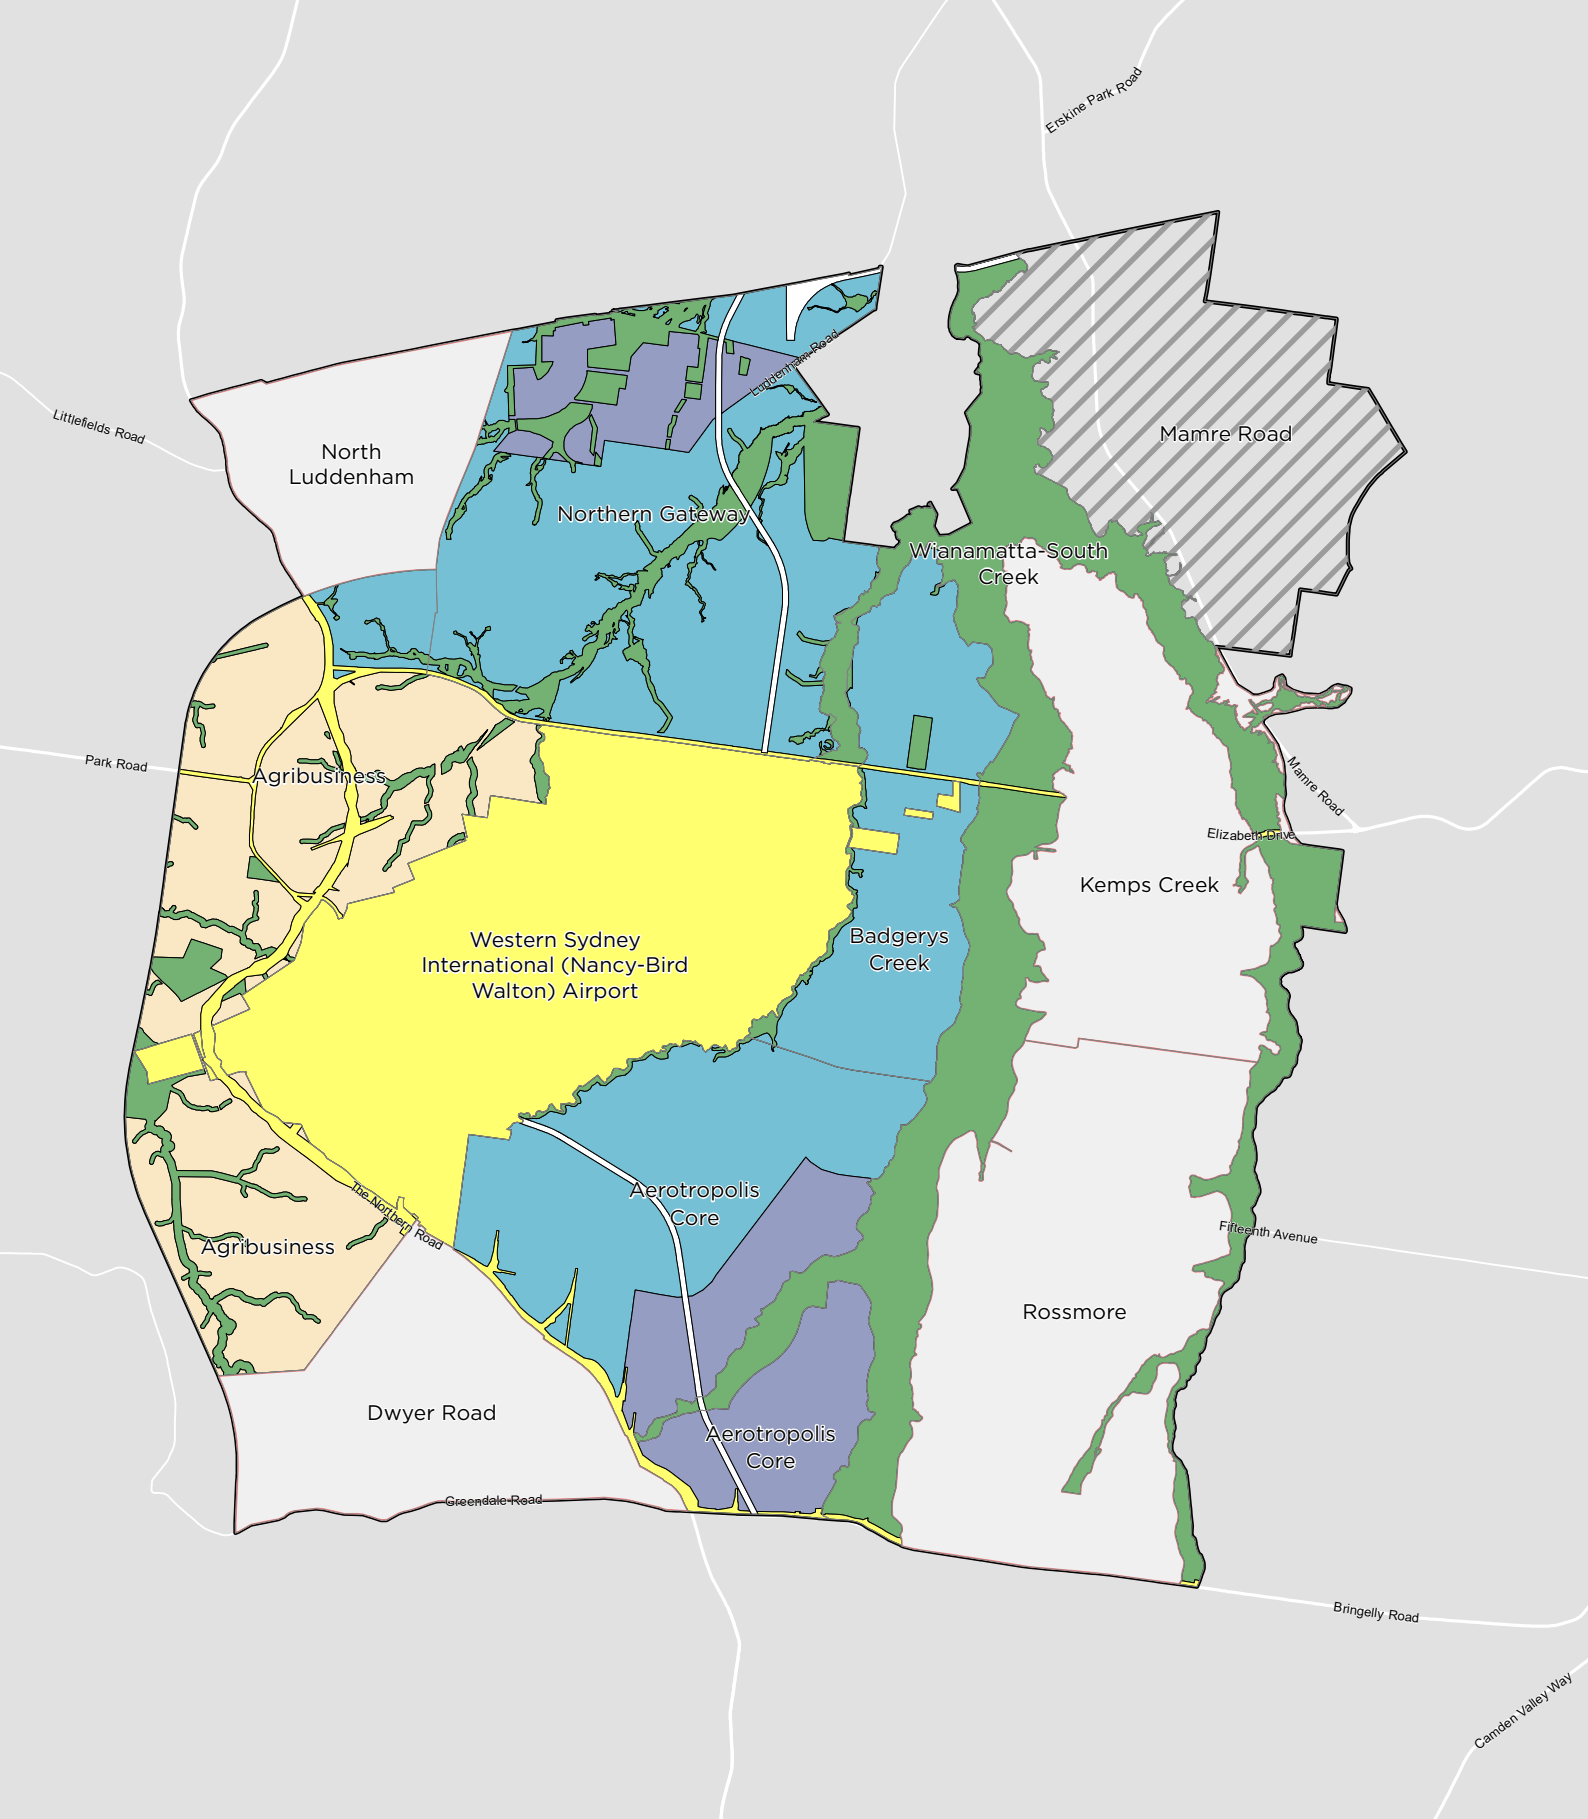 Erskine Park Road
Luddenham Road
Littlefields Road
Mamre Road
North
Luddenham
Northern Gateway
Wianamatta-South
Creek
Park Road
Agribusiness
Mamre Road
Elizabeth Drive
Kemps Creek
Western Sydney
International (Nancy-Bird
Walton) Airport
Badgerys
Creek
Aerotropolis
Core
The Northern Road
Agribusiness
Fifteenth Avenue
Rossmore
Dwyer Road
Aerotropolis
Core
Greendale Road
Bringelly Road
Camden Valley Way